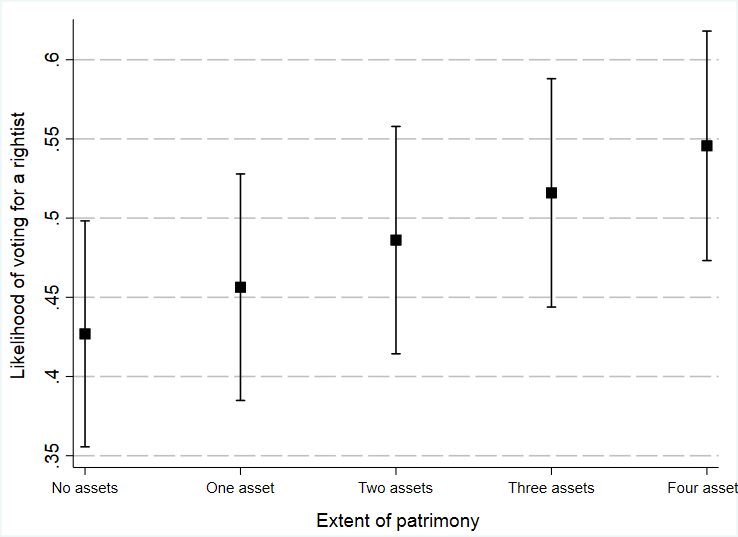 Likelihood of voting for a rightist
.6
.55
.5
.45
.4
.35
No assets One asset Two assets Three assets Four asset
Extent of patrimony